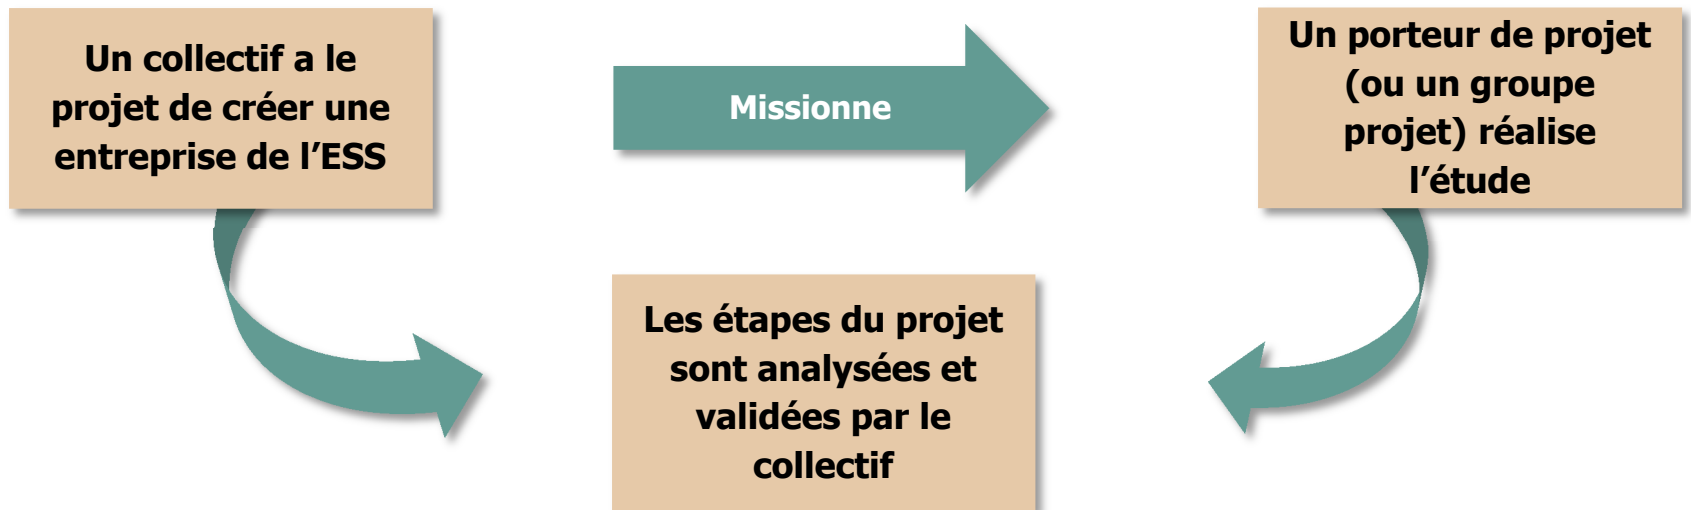 Un collectif a le
projet de créer une
entreprise de l’ESS
Missionne
Un porteur de projet
(ou un groupe
projet) réalise
l’étude
Les étapes du projet
sont analysées et
validées par le
collectif